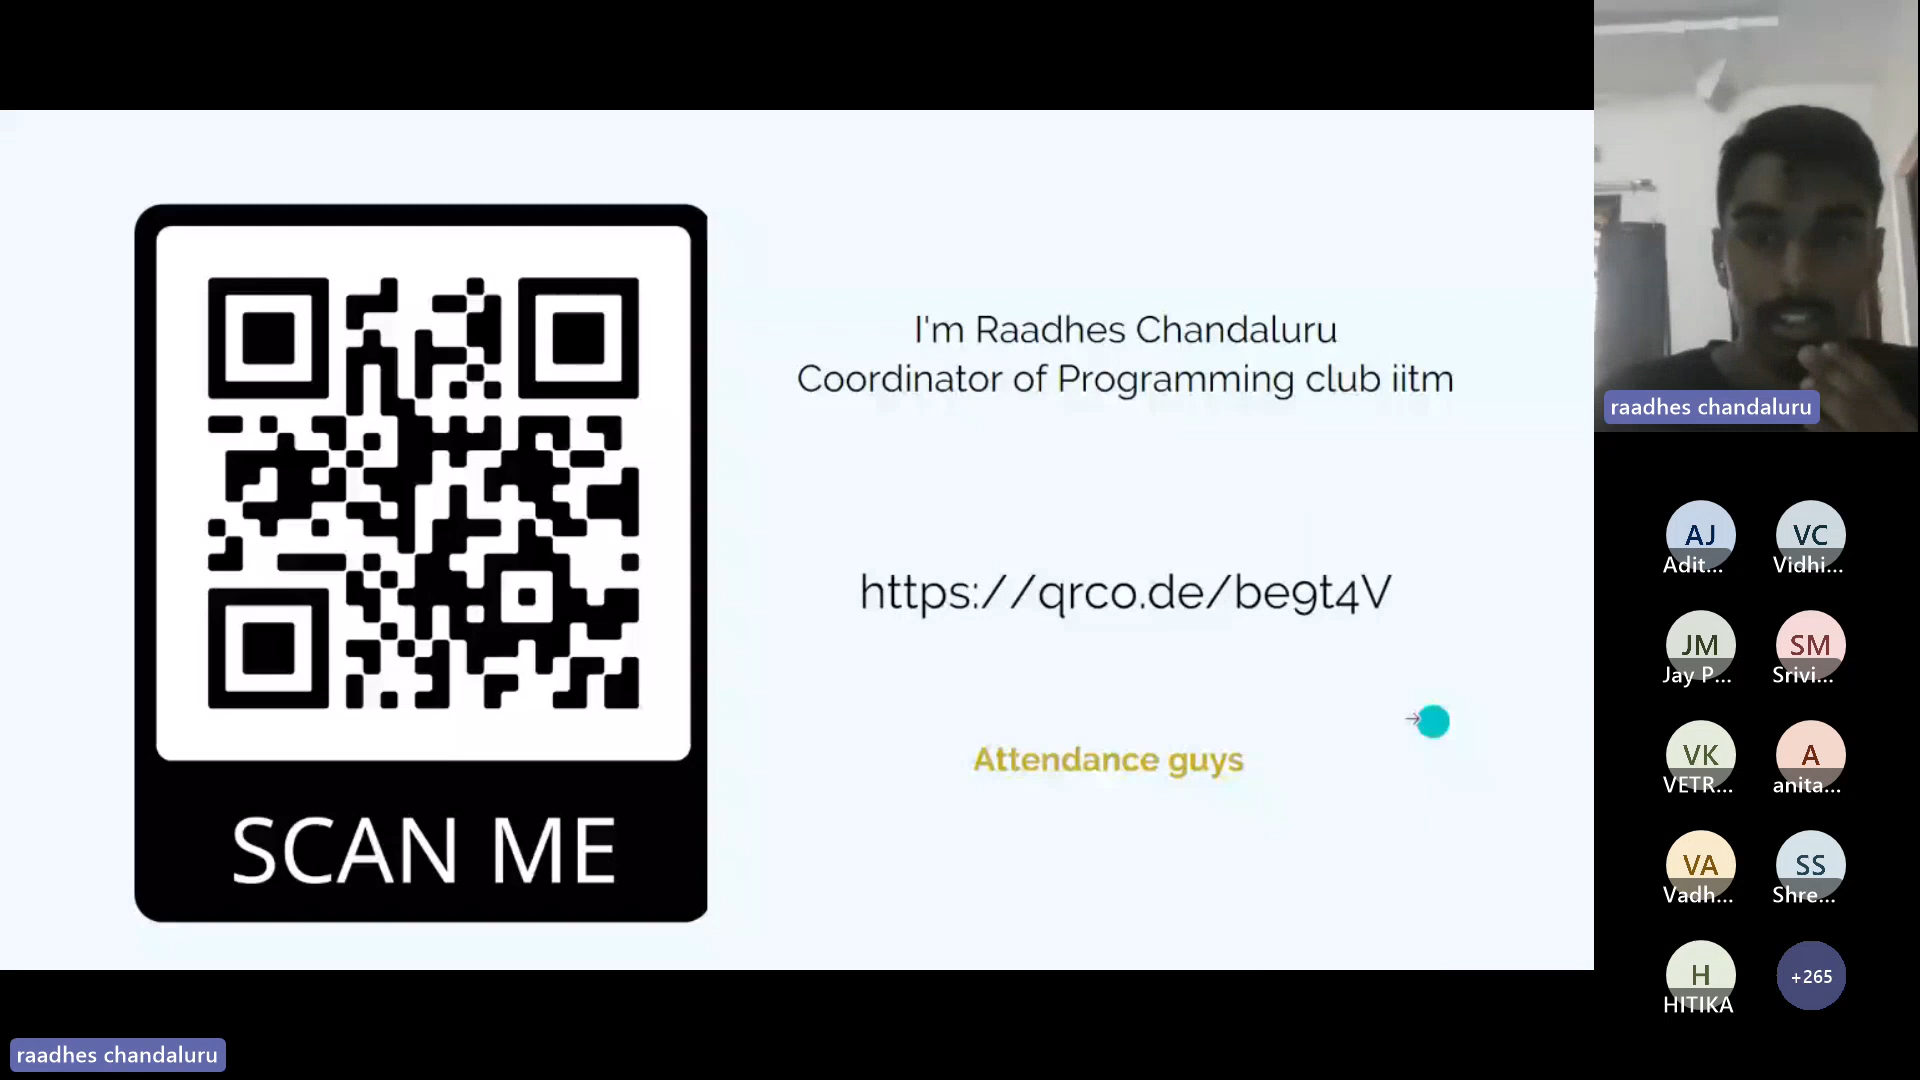 I'm Raadhes Chandaluru
Coordinator of Programming club iitm
https://qrco.de/be9t4V
Attendance guys
SCAN ME
raadhes chandaluru
AJ
Adit...
VC
Vidhi...
JM
Jay P...
SM
Srivi...
VK
VETR...
A
anita...
VA
Vadh...
SS
Shre...
H
HITIKA
+265
raadhes chandaluru